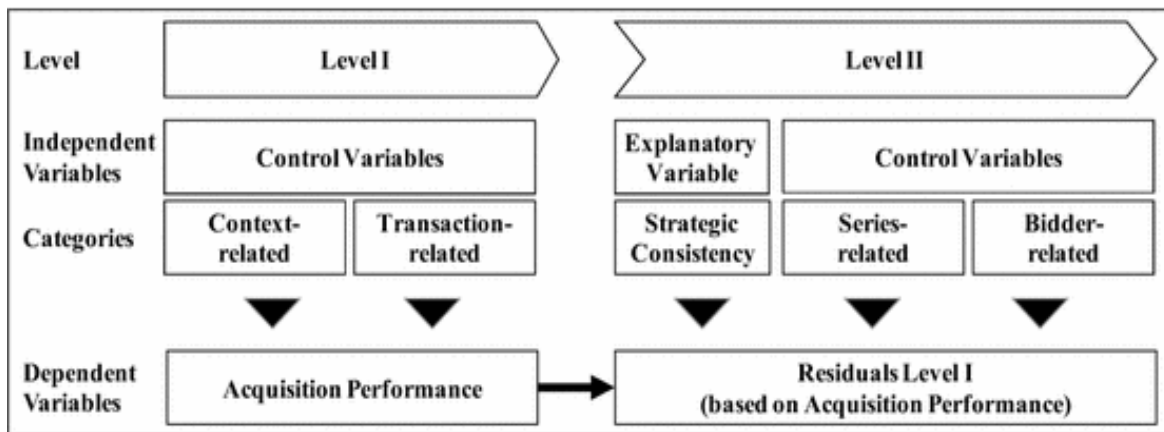 Level
Level I
Level II
Independent
Variables
Control Variables
Explanatory
Variable
Control Variables
Categories
Context-
related
Transaction-
related
Strategic
Consistency
Series-
related
Bidder-
related
Dependent
Variables
Acquisition Performance
Residuals Level I
(based on Acquisition Performance)